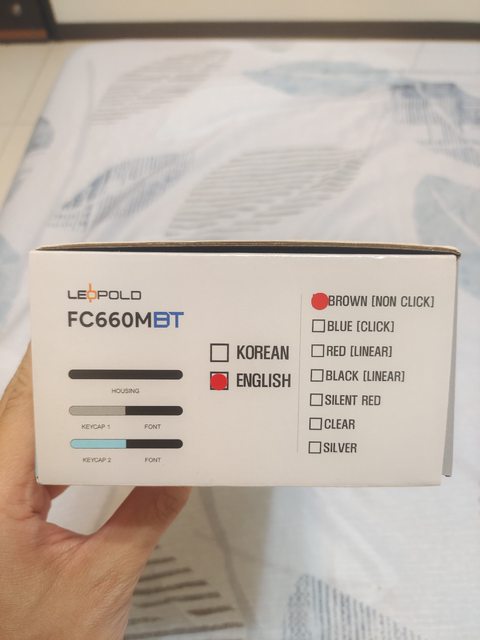 LEOPOLD
FC660MBT
HOUSING
KEYCAP 1 FONT
KEYCAP 2 FONT
KOREAN
ENGLISH
BROWN [NON CLICK]
BLUE [CLICK]
RED [LINEAR]
BLACK [LINEAR]
SILENT RED
CLEAR
SILVER